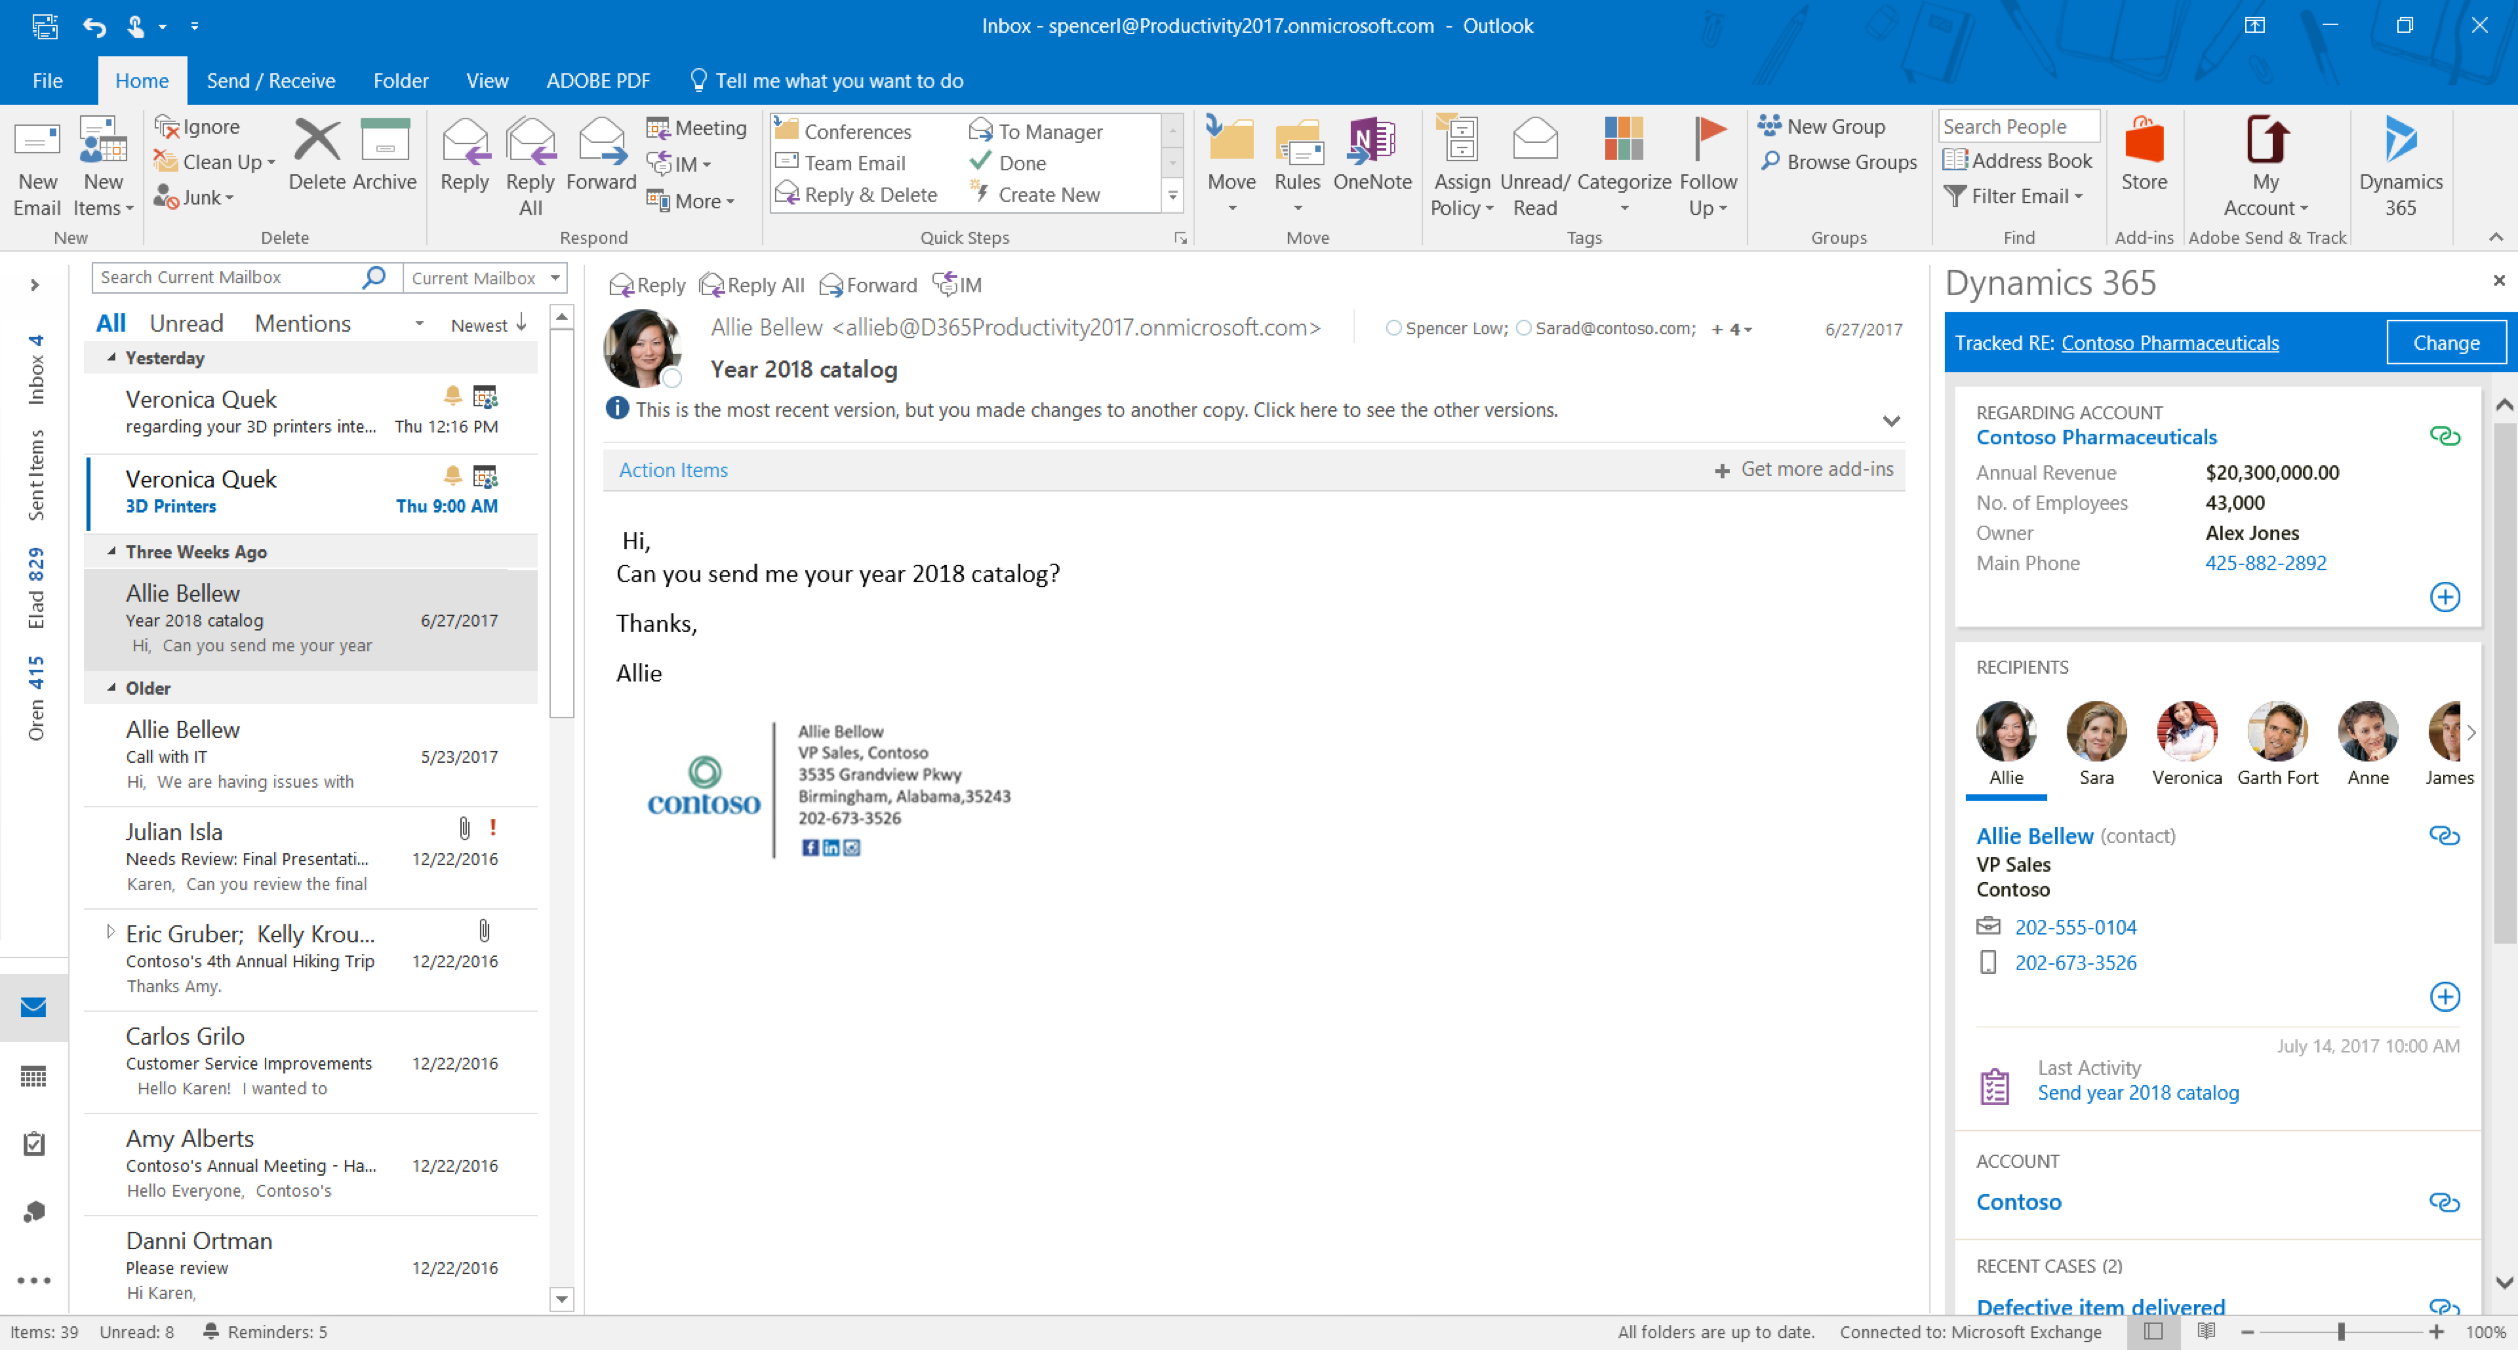 Inbox - spencerl@Productivity2017.onmicrosoft.com - Outlook
File Home Send / Receive Folder View ADOBE PDF Tell me what you want to do
New Email
New Items
New
Ignore
Clean Up
Junk
Delete
Archive
Delete
Reply
Reply All
Forward
Meeting
IM
More
Respond
Conferences
Team Email
Reply & Delete
To Manager
Done
Create New
Quick Steps
Move
Rules
OneNote
Move
Assign Policy
Unread/ Read
Categorize
Follow Up
Tags
New Group
Browse Groups
Groups
Search People
Address Book
Filter Email
Find
Store
Add-ins
My Account
Adobe Send & Track
Dynamics 365
Inbox 4
Sent Items
Elad 829
Oren 415
Search Current Mailbox
Current Mailbox
All Unread Mentions Newest
Yesterday
Veronica Quek
regarding your 3D printers inte... Thu 12:16 PM
Veronica Quek
3D Printers Thu 9:00 AM
Three Weeks Ago
Allie Bellew
Year 2018 catalog 6/27/2017
Hi, Can you send me your year
Older
Allie Bellew
Call with IT 5/23/2017
Hi, We are having issues with
Julian Isla
Needs Review: Final Presentati... 12/22/2016
Karen, Can you review the final
Eric Gruber; Kelly Krou...
Contoso's 4th Annual Hiking Trip 12/22/2016
Thanks Amy.
Carlos Grilo
Customer Service Improvements 12/22/2016
Hello Karen! I wanted to
Amy Alberts
Contoso's Annual Meeting - Ha... 12/22/2016
Hello Everyone, Contoso's
Danni Ortman
Please review 12/22/2016
Hi Karen,
Reply Reply All Forward IM
Allie Bellew <allieb@D365Productivity2017.onmicrosoft.com> Spencer Low; Sarad@contoso.com; + 4 6/27/2017
Year 2018 catalog
This is the most recent version, but you made changes to another copy. Click here to see the other versions.
Action Items + Get more add-ins
Hi,
Can you send me your year 2018 catalog?
Thanks,
Allie
contoso
Allie Bellow
VP Sales, Contoso
3535 Grandview Pkwy
Birmingham, Alabama,35243
202-673-3526
Dynamics 365
Tracked RE: Contoso Pharmaceuticals Change
REGARDING ACCOUNT
Contoso Pharmaceuticals
Annual Revenue $20,300,000.00
No. of Employees 43,000
Owner Alex Jones
Main Phone 425-882-2892
RECIPIENTS
Allie Sara Veronica Garth Fort Anne James
Allie Bellew (contact)
VP Sales
Contoso
202-555-0104
202-673-3526
July 14, 2017 10:00 AM
Last Activity
Send year 2018 catalog
ACCOUNT
Contoso
RECENT CASES (2)
Defective item delivered
Items: 39 Unread: 8 Reminders: 5 All folders are up to date. Connected to: Microsoft Exchange 100%